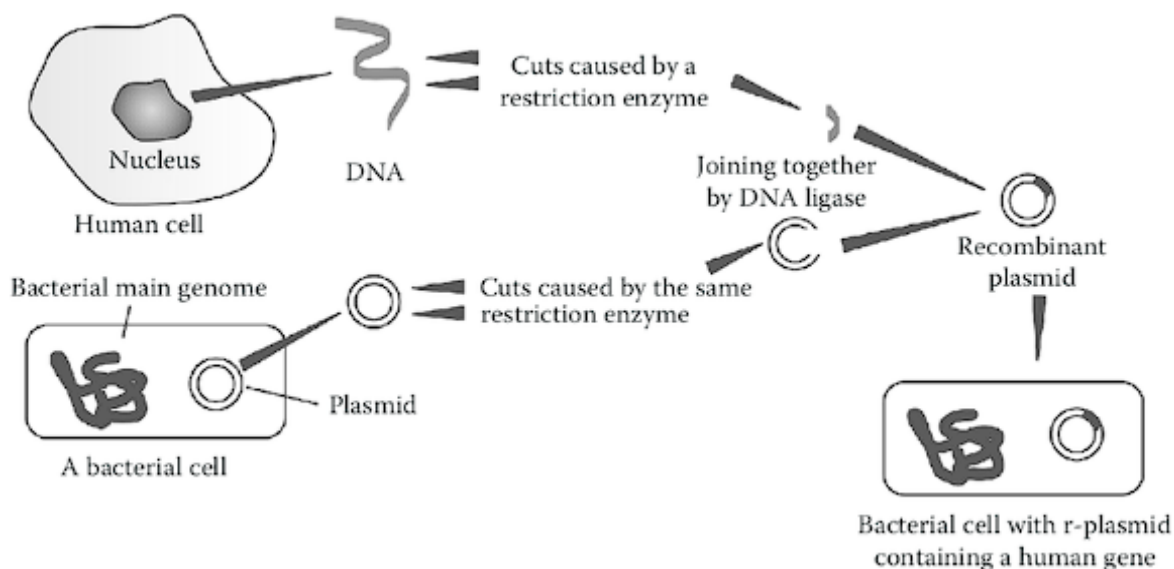 Cuts caused by a
restriction enzyme
Nucleus
DNA
Human cell
Joining together
by DNA ligase
Recombinant
plasmid
Bacterial main genome
Cuts caused by the same
restriction enzyme
Plasmid
A bacterial cell
Bacterial cell with r-plasmid
containing a human gene